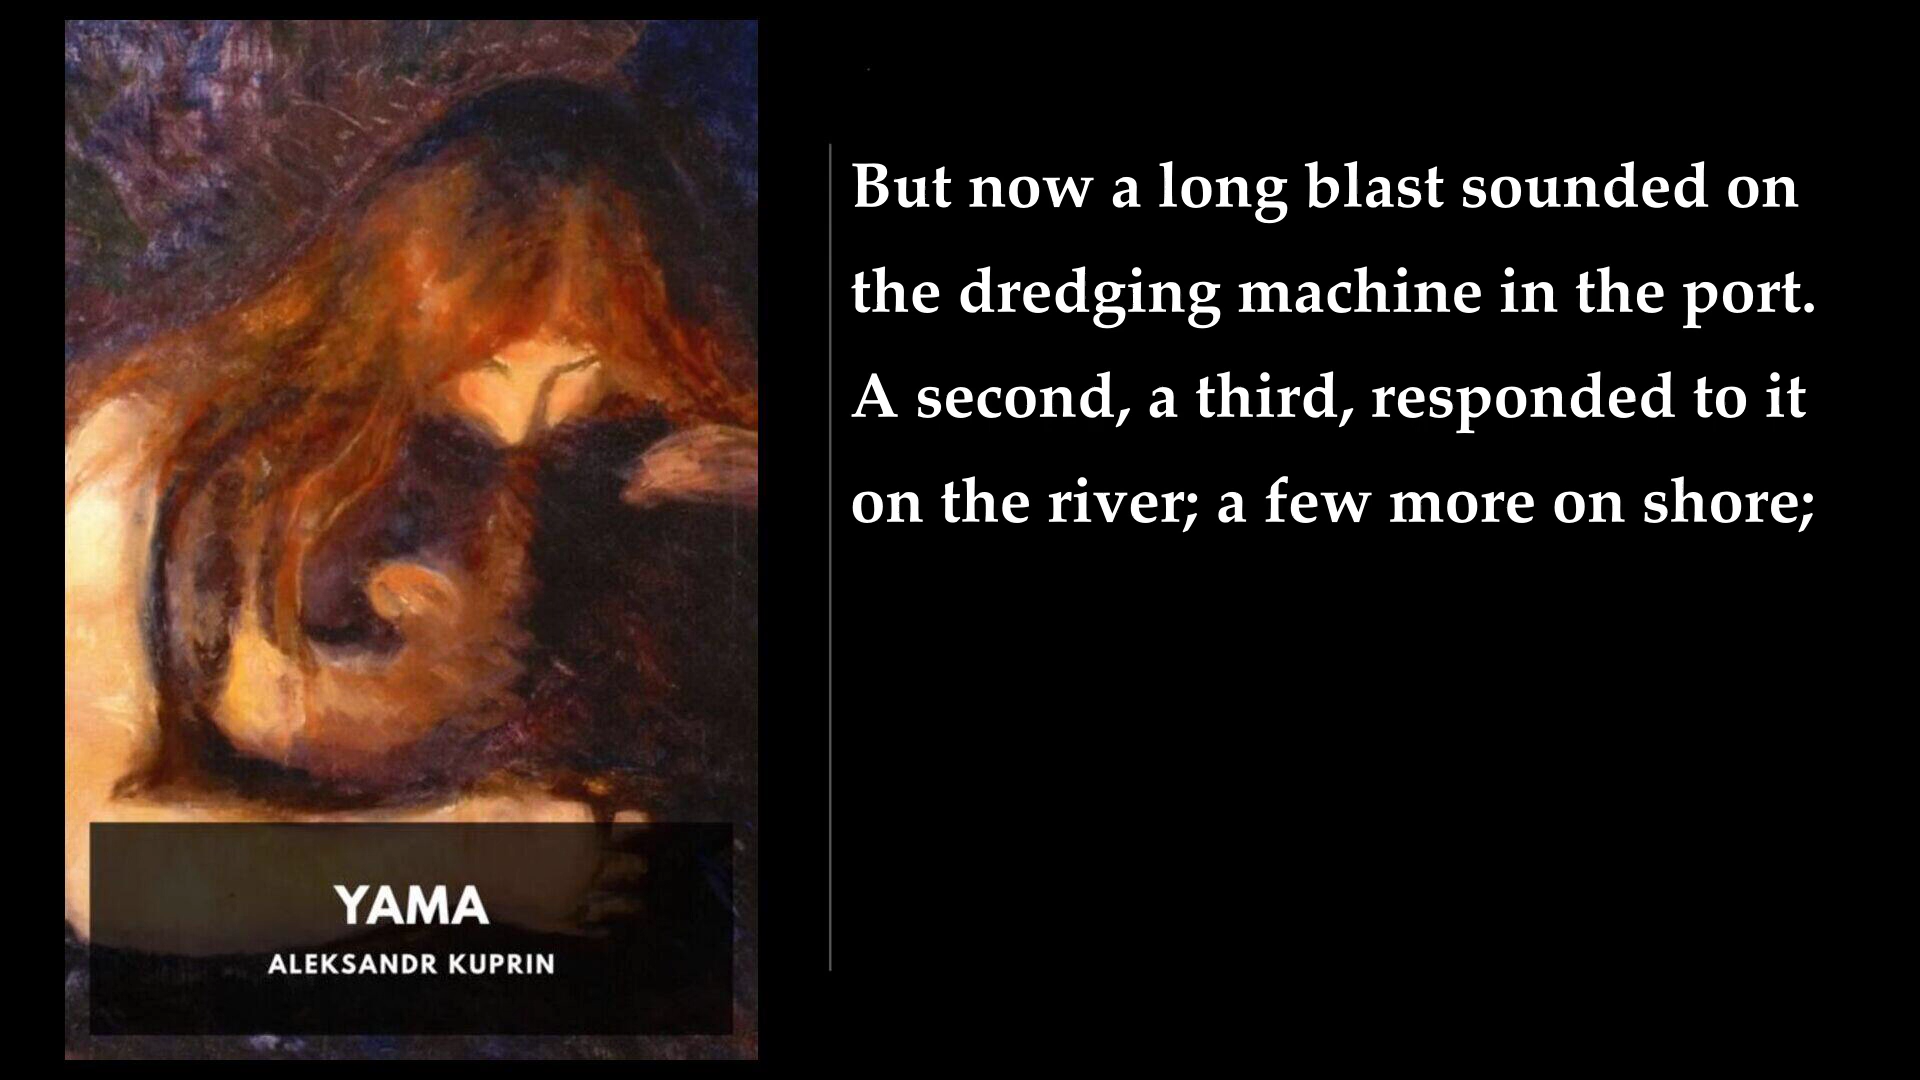 But now a long blast sounded on
the dredging machine in the port.
A second, a third, responded to it
on the river; a few more on shore;
YAMA
ALEKSANDR KUPRIN